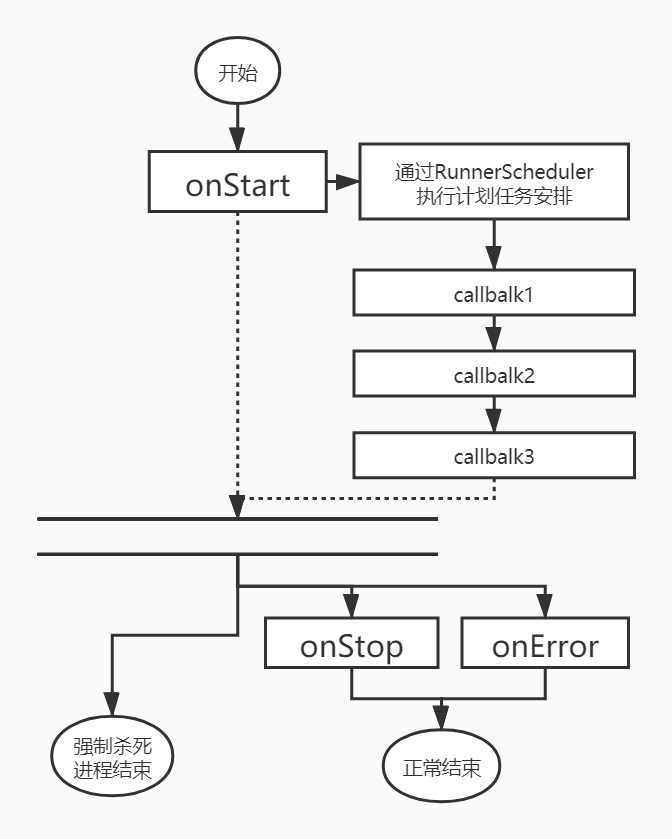 开始
onStart
通过RunnerScheduler
执行计划任务安排
callbalk1
callbalk2
callbalk3
onStop
onError
强制杀死
进程结束
正常结束